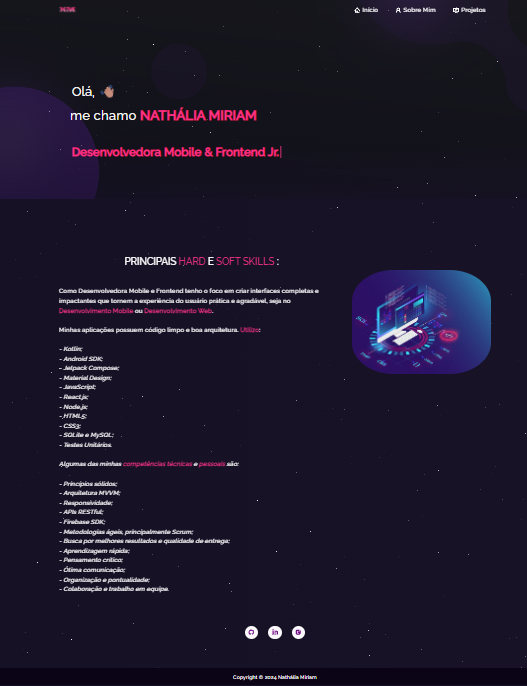 Início
Sobre Mim
Projetos
Olá,
me chamo NATHÁLIA MIRIAM
Desenvolvedora Mobile & Frontend Jr.|
PRINCIPAIS HARD E SOFT SKILLS :
Como Desenvolvedora Mobile e Frontend tenho o foco em criar interfaces completas e
impactantes que tornem a experiência do usuário prática e agradável, seja no
Desenvolvimento Mobile ou Desenvolvimento Web.
Minhas aplicações possuem código limpo e boa arquitetura. Utilizo:
- Kotlin;
- Android SDK;
- Jetpack Compose;
- Material Design;
- JavaScript;
- React.js;
- Node.js;
- HTML5;
- CSS3;
- SQLite e MySQL;
- Testes Unitários.
Algumas das minhas competências técnicas e pessoais são:
- Princípios sólidos;
- Arquitetura MVVM;
- Responsividade;
- APIs RESTful;
- Firebase SDK;
- Metodologias ágeis, principalmente Scrum;
- Busca por melhores resultados e qualidade de entrega;
- Aprendizagem rápida;
- Pensamento crítico;
- Ótima comunicação;
- Organização e pontualidade;
- Colaboração e trabalho em equipe.
Copyright © 2024 Nathália Miriam